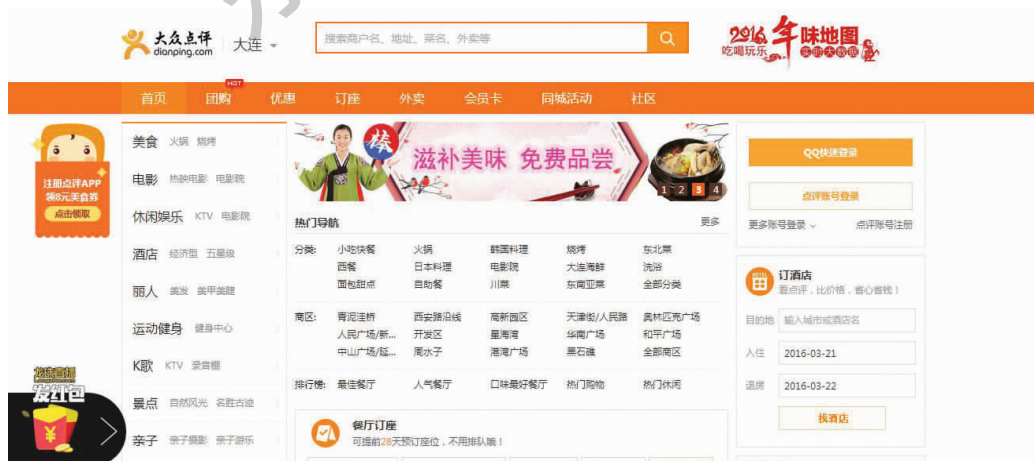 大众点评
dianping.com
大连
搜索商户名、地址、菜名、外卖等
2016年味地图
吃喝玩乐
实时大数据
HOT
首页 团购 优惠 订座 外卖 会员卡 同城活动 社区
注册点评APP
领8元美食券
点击领取
美食 火锅 烧烤
电影 热映电影 电影院
休闲娱乐 KTV 电影院
酒店 经济型 五星级
丽人 美发 美甲美睫
运动健身 健身中心
K歌 KTV 录音棚
景点 自然风光 名胜古迹
亲子 亲子摄影 亲子游乐
发红包
棒
滋补美味 免费品尝
1 2 3 4
热门导航 更多
分类: 小吃快餐 火锅 韩国料理 烧烤 东北菜
西餐 日本料理 电影院 大连海鲜 洗浴
面包甜点 自助餐 川菜 东南亚菜 全部分类
商区: 青泥洼桥 西安路沿线 高新园区 天津街/人民路 奥林匹克广场
人民广场/新... 开发区 星海湾 华南广场 和平广场
中山广场/延... 周水子 港湾广场 黑石礁 全部商区
排行榜: 最佳餐厅 人气餐厅 口味最好餐厅 热门购物 热门休闲
餐厅订座
可提前28天预订座位，不用排队噢！
QQ快速登录
点评账号登录
更多账号登录 点评账号注册
HOTEL
订酒店
看点评，比价格，省心省钱！
目的地 输入城市或酒店名
入住 2016-03-21
退房 2016-03-22
找酒店